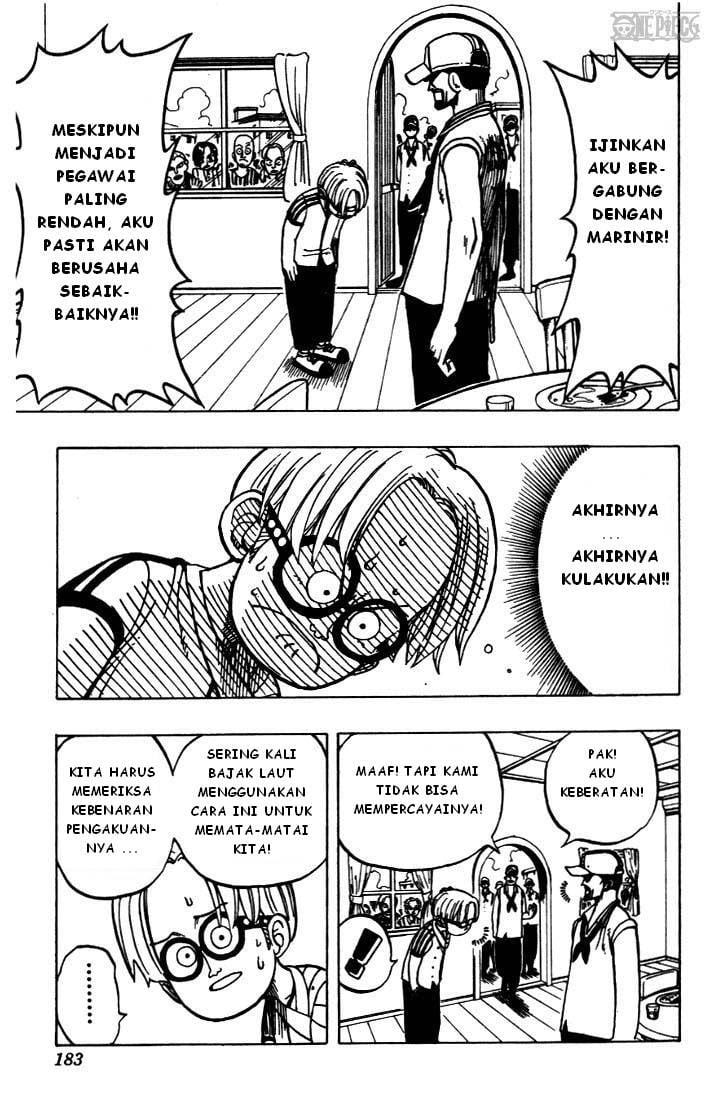 ONE PIECE
IJINKAN
AKU BER-
GABUNG
DENGAN
MARINIR!
MESKIPUN
MENJADI
PEGAWAI
PALING
RENDAH, AKU
PASTI AKAN
BERUSAHA
SEBAIK-
BAIKNYA!!
AKHIRNYA
...
AKHIRNYA
KULAKUKAN!!
PAK!
AKU
KEBERATAN!
MAAF! TAPI KAMI
TIDAK BISA
MEMPERCAYAINYA!
!
SERING KALI
BAJAK LAUT
MENGGUNAKAN
CARA INI UNTUK
MEMATA-MATAI
KITA!
KITA HARUS
MEMERIKSA
KEBENARAN
PENGAKUAN-
NYA ...
......
183